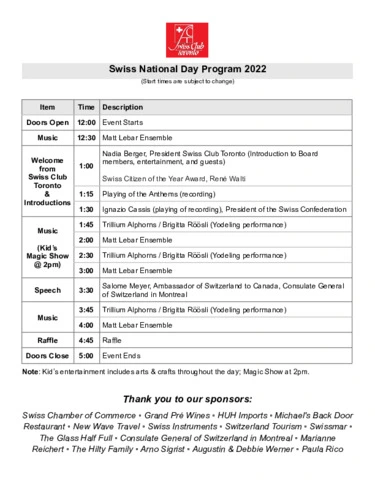 Swiss Club
Toronto
Swiss National Day Program 2022
(Start times are subject to change)
Item Time Description
Doors Open 12:00 Event Starts
Music 12:30 Matt Lebar Ensemble
Welcome
from
Swiss Club
Toronto
&
Introductions
1:00 Nadia Berger, President Swiss Club Toronto (Introduction to Board
members, entertainment, and guests)
Swiss Citizen of the Year Award, René Walti
1:15 Playing of the Anthems (recording)
1:30 Ignazio Cassis (playing of recording), President of the Swiss Confederation
Music
(Kid's
Magic Show
@ 2pm)
1:45 Trillium Alphorns / Brigitta Röösli (Yodeling performance)
2:00 Matt Lebar Ensemble
2:30 Trillium Alphorns / Brigitta Röösli (Yodeling performance)
3:00 Matt Lebar Ensemble
Speech 3:30 Salome Meyer, Ambassador of Switzerland to Canada, Consulate General
of Switzerland in Montreal
Music
3:45 Trillium Alphorns / Brigitta Röösli (Yodeling performance)
4:00 Matt Lebar Ensemble
Raffle 4:45 Raffle
Doors Close 5:00 Event Ends
Note: Kid's entertainment includes arts & crafts throughout the day; Magic Show at 2pm.
Thank you to our sponsors:
Swiss Chamber of Commerce • Grand Pré Wines • HUH Imports • Michael's Back Door
Restaurant • New Wave Travel • Swiss Instruments • Switzerland Tourism • Swissmar •
The Glass Half Full • Consulate General of Switzerland in Montreal • Marianne
Reichert • The Hilty Family • Arno Sigrist • Augustin & Debbie Werner • Paula Rico